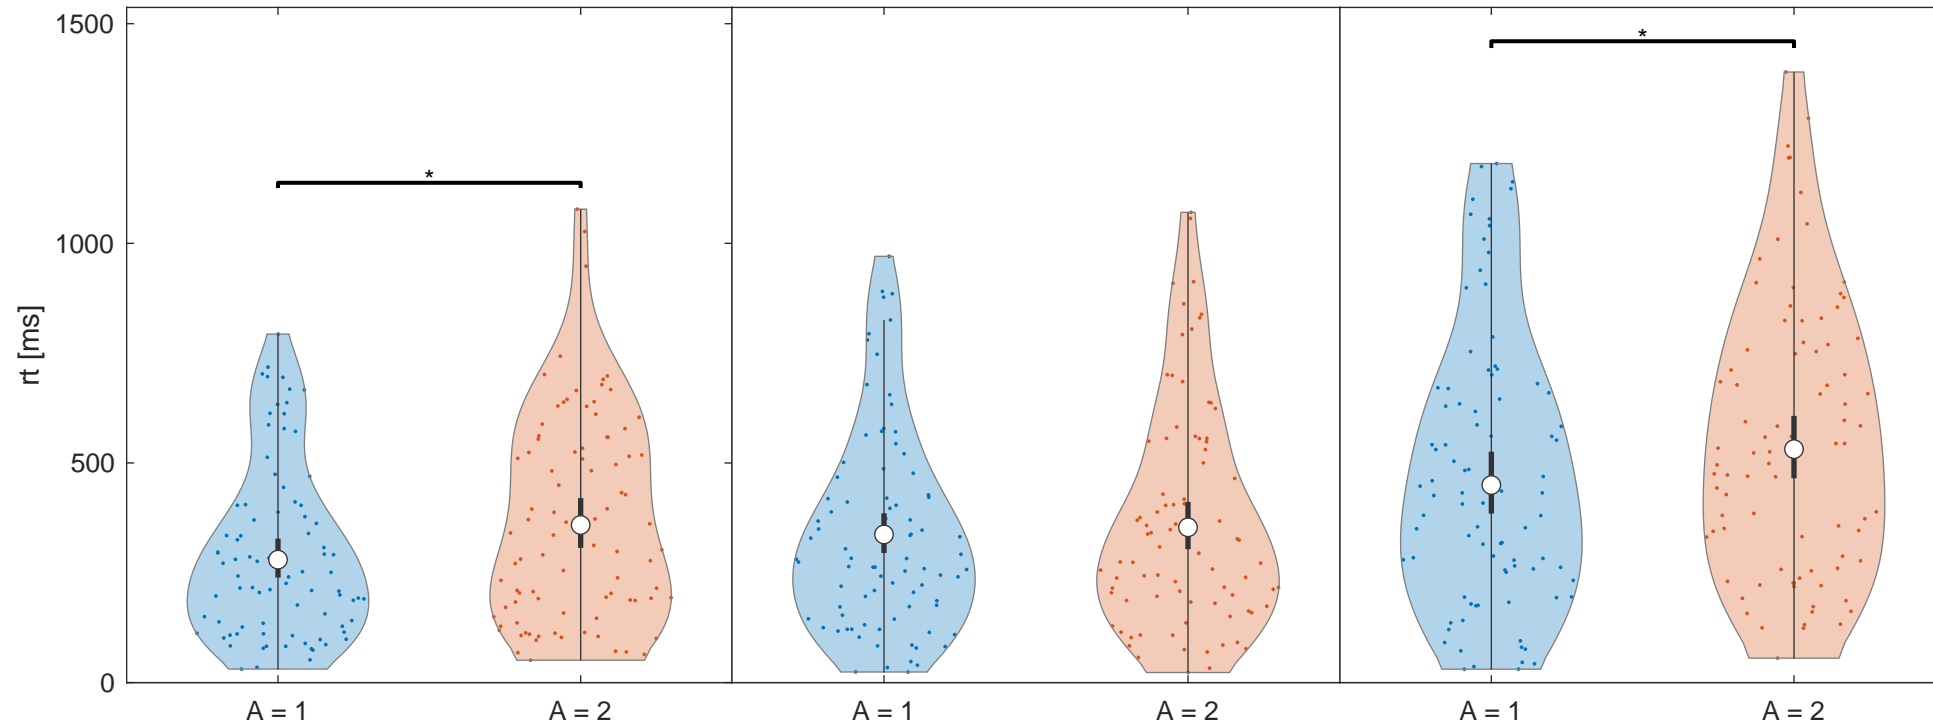 1500
1000
500
0
rt [ms]
*
*
A = 1
A = 2
A = 1
A = 2
A = 1
A = 2